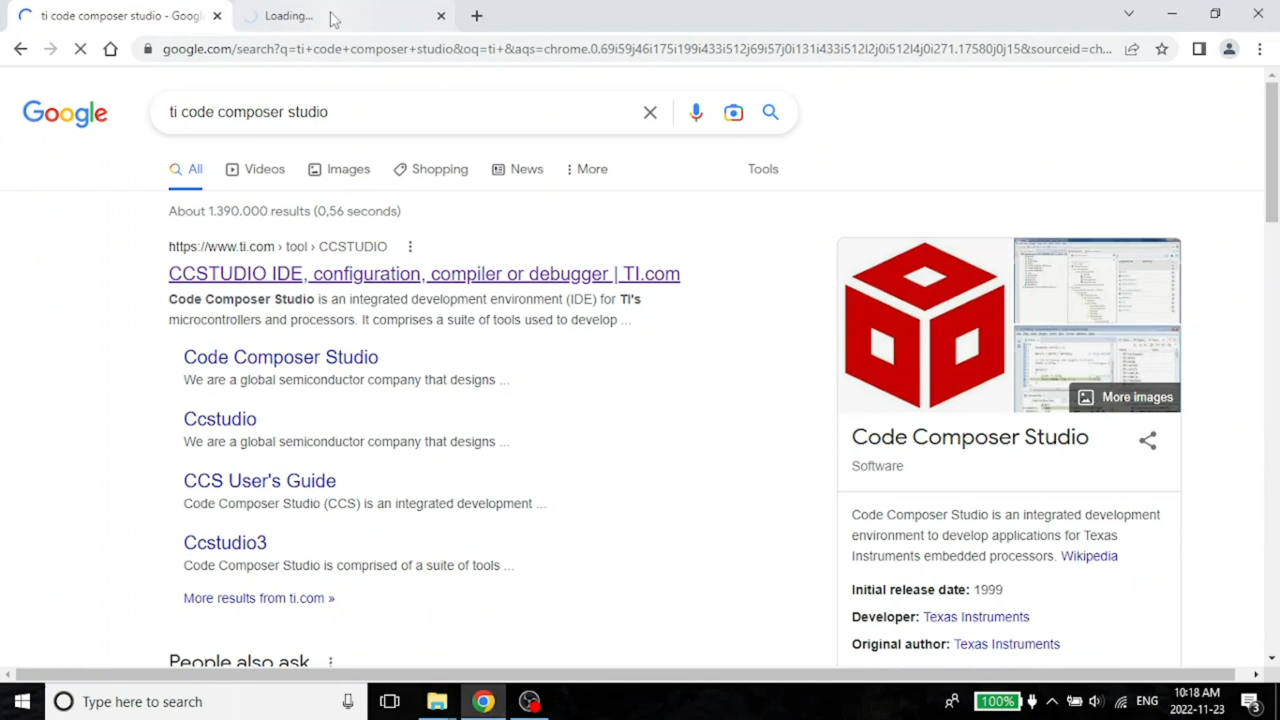 ti code composer studio - Goog
Loading...
google.com/search?q=ti+code+composer+studio&oq=ti+&aqs=chrome.0.69i59j46i175i199i433i512j69i57j0i131i433i512l2j0i512l4j0i271.17580j0j15&sourceid=ch...
Google
ti code composer studio
All
Videos
Images
Shopping
News
More
Tools
About 1.390.000 results (0,56 seconds)
https://www.ti.com › tool › CCSTUDIO
CCSTUDIO IDE, configuration, compiler or debugger | TI.com
Code Composer Studio is an integrated development environment (IDE) for TI's
microcontrollers and processors. It comprises a suite of tools used to develop ...
Code Composer Studio
We are a global semiconductor company that designs ...
Ccstudio
We are a global semiconductor company that designs ...
CCS User's Guide
Code Composer Studio (CCS) is an integrated development ...
Ccstudio3
Code Composer Studio is comprised of a suite of tools ...
More results from ti.com »
People also ask
More images
Code Composer Studio
Software
Code Composer Studio is an integrated development
environment to develop applications for Texas
Instruments embedded processors. Wikipedia
Initial release date: 1999
Developer: Texas Instruments
Original author: Texas Instruments
Type here to search
100%
ENG
10:18 AM
2022-11-23
3